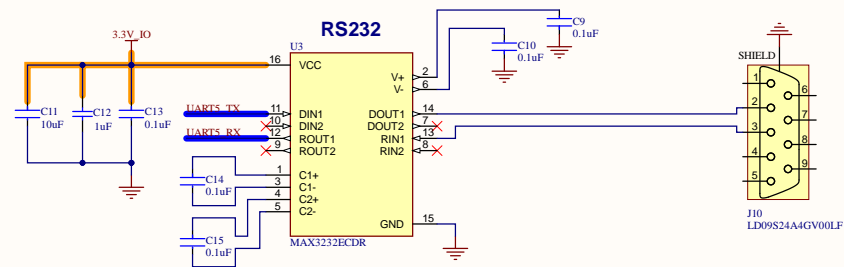 RS232
3.3V_IO
U3
C9
0.1uF
C10
0.1uF
16
VCC
V+
2
V-
6
SHIELD
C11
10uF
C12
1uF
C13
0.1uF
UART5_TX
11
DIN1
10
DIN2
UART5_RX
12
ROUT1
9
ROUT2
DOUT1
14
DOUT2
7
RIN1
13
RIN2
8
1
6
2
7
3
8
4
9
5
C14
0.1uF
1
C1+
3
C1-
4
C2+
5
C2-
C15
0.1uF
GND
15
MAX3232ECDR
J10
LD09S24A4GV00LF